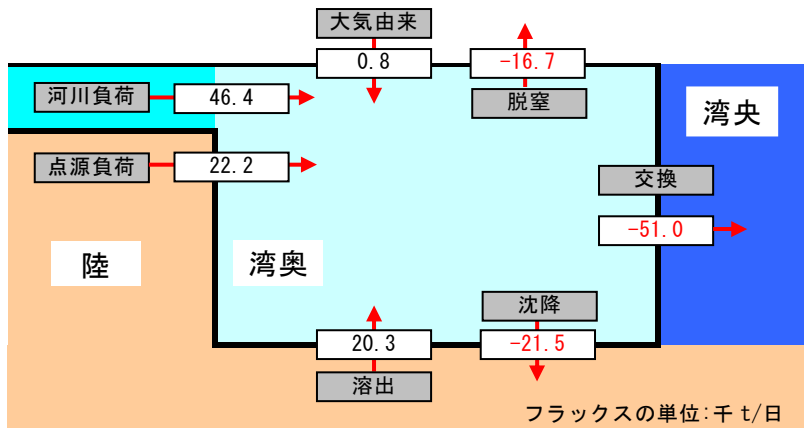 大気由来
0.8
-16.7
脱窒
河川負荷
46.4
点源負荷
22.2
湾央
交換
-51.0
陸
湾奥
沈降
20.3
-21.5
溶出
フラックスの単位:千 t/日